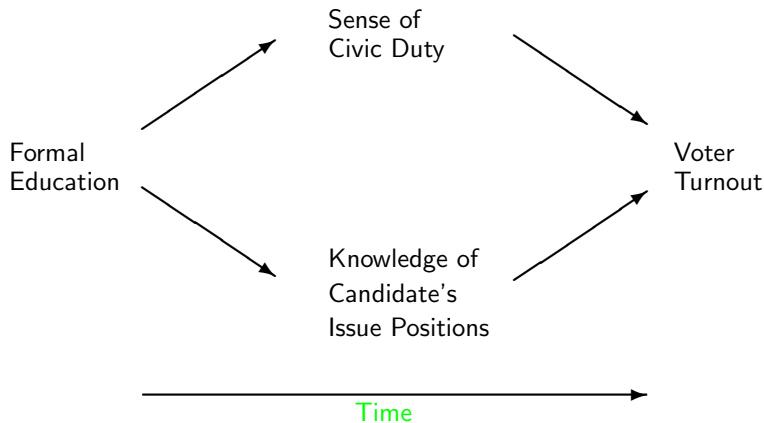 Sense of
Civic Duty
Formal
Education
Voter
Turnout
Knowledge of
Candidate's
Issue Positions
Time